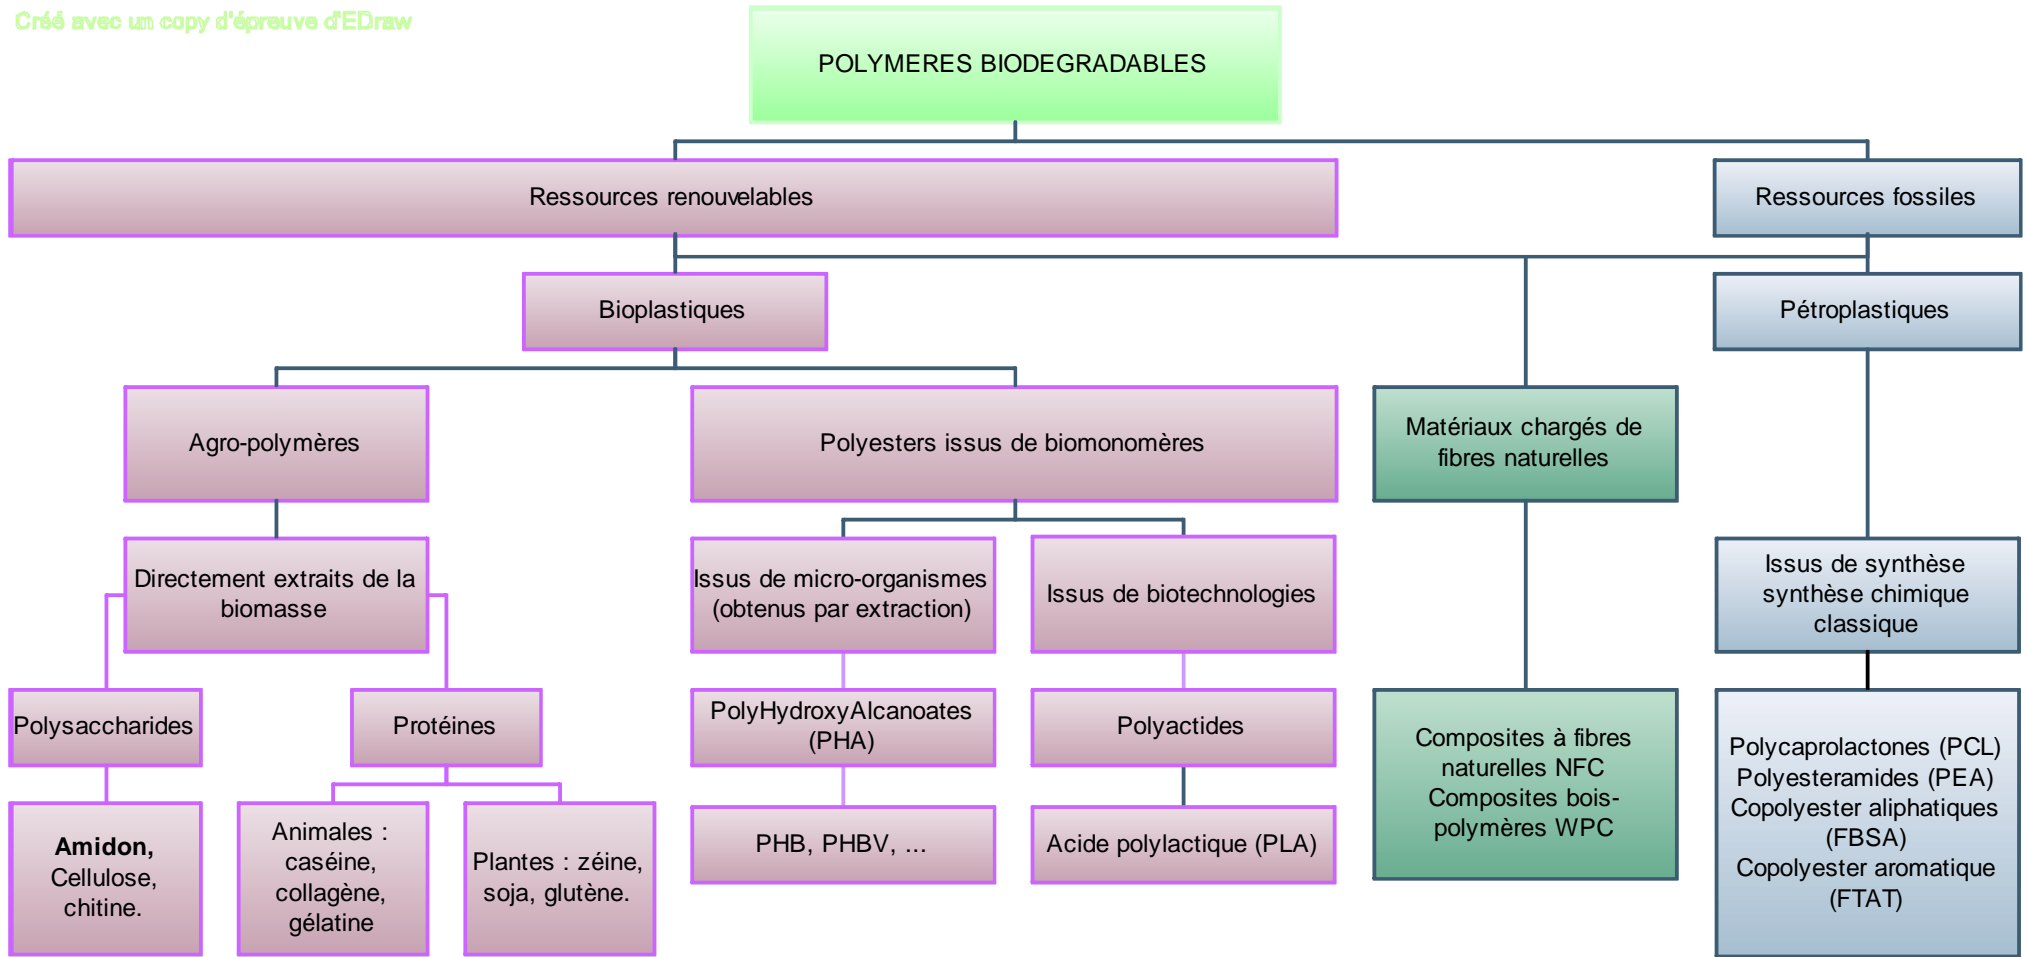 Créé avec un copy d'épreuve d'EDraw
POLYMERES BIODEGRADABLES
Ressources renouvelables
Ressources fossiles
Bioplastiques
Pétroplastiques
Agro-polymères
Polyesters issus de biomonomères
Matériaux chargés de
fibres naturelles
Directement extraits de la
biomasse
Issus de micro-organismes
(obtenus par extraction)
Issus de biotechnologies
Issus de synthèse
synthèse chimique
classique
Polysaccharides
Protéines
PolyHydroxyAlcanoates
(PHA)
Polyactides
Composites à fibres
naturelles NFC
Composites bois-
polymères WPC
Polycaprolactones (PCL)
Polyesteramides (PEA)
Copolyester aliphatiques
(FBSA)
Copolyester aromatique
(FTAT)
Amidon,
Cellulose,
chitine.
Animales :
caséine,
collagène,
gélatine
Plantes : zéine,
soja, glutène.
PHB, PHBV, ...
Acide polylactique (PLA)